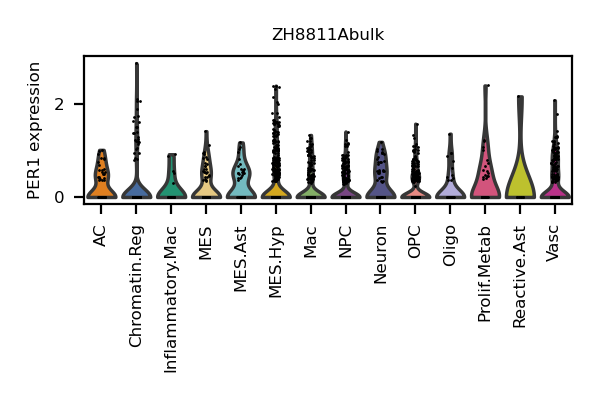 ZH8811Abulk
PER1 expression
2
0
AC
Chromatin.Reg
Inflammatory.Mac
MES
MES.Ast
MES.Hyp
Mac
NPC
Neuron
OPC
Oligo
Prolif.Metab
Reactive.Ast
Vasc